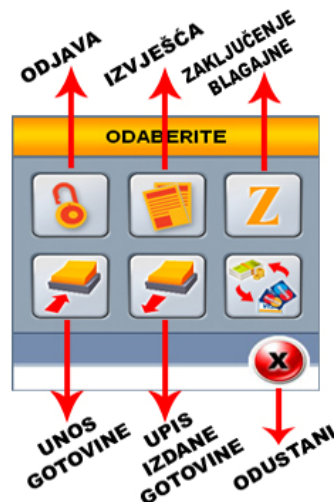 ODJAVA
IZVJEŠĆA
ZAKLJUČENJE
BLAGAJNE
ODABERITE
Z
X
UNOS
GOTOVINE
UPIS
IZDANE
GOTOVINE
ODUSTANI